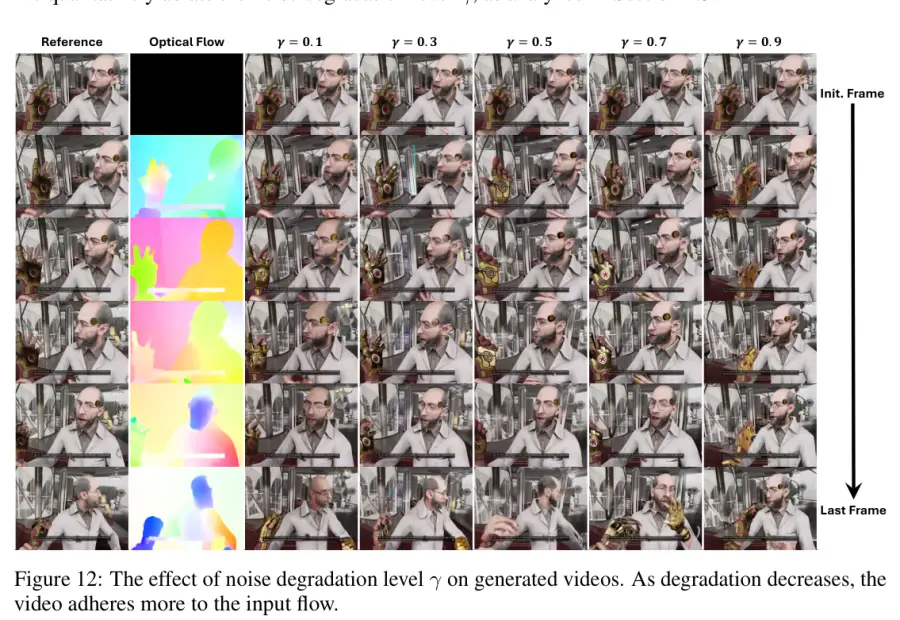 Reference Optical Flow γ = 0.1 γ = 0.3 γ = 0.5 γ = 0.7 γ = 0.9
Init. Frame
Last Frame
Figure 12: The effect of noise degradation level γ on generated videos. As degradation decreases, the
video adheres more to the input flow.